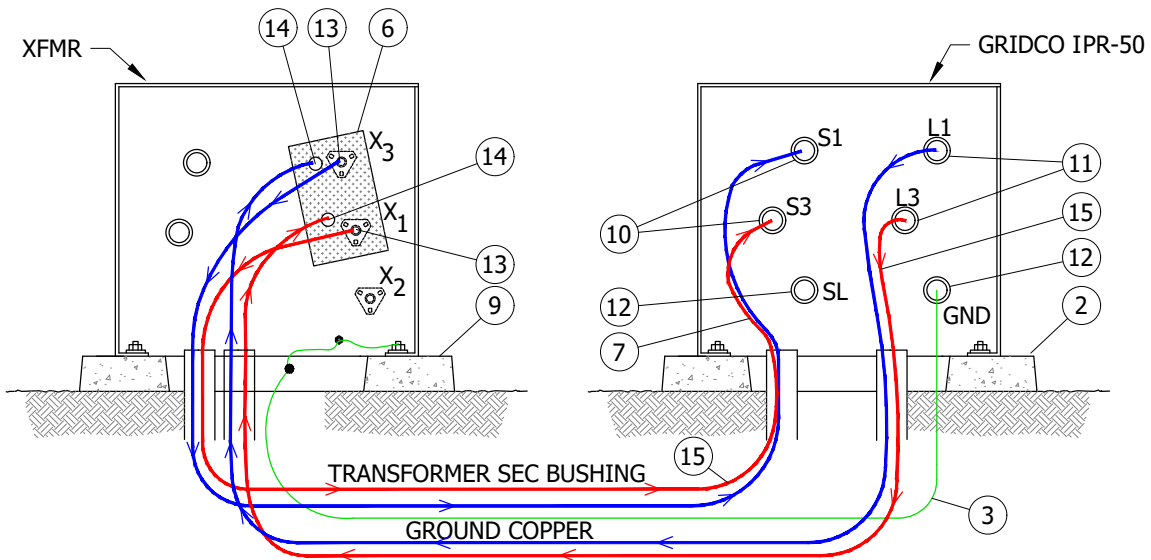 14
13
6
XFMR
GRIDCO IPR-50
X3
S1
L1
14
11
S3
L3
15
X1
10
13
12
X2
9
12
SL
GND
2
7
15
TRANSFORMER SEC BUSHING
GROUND COPPER
3